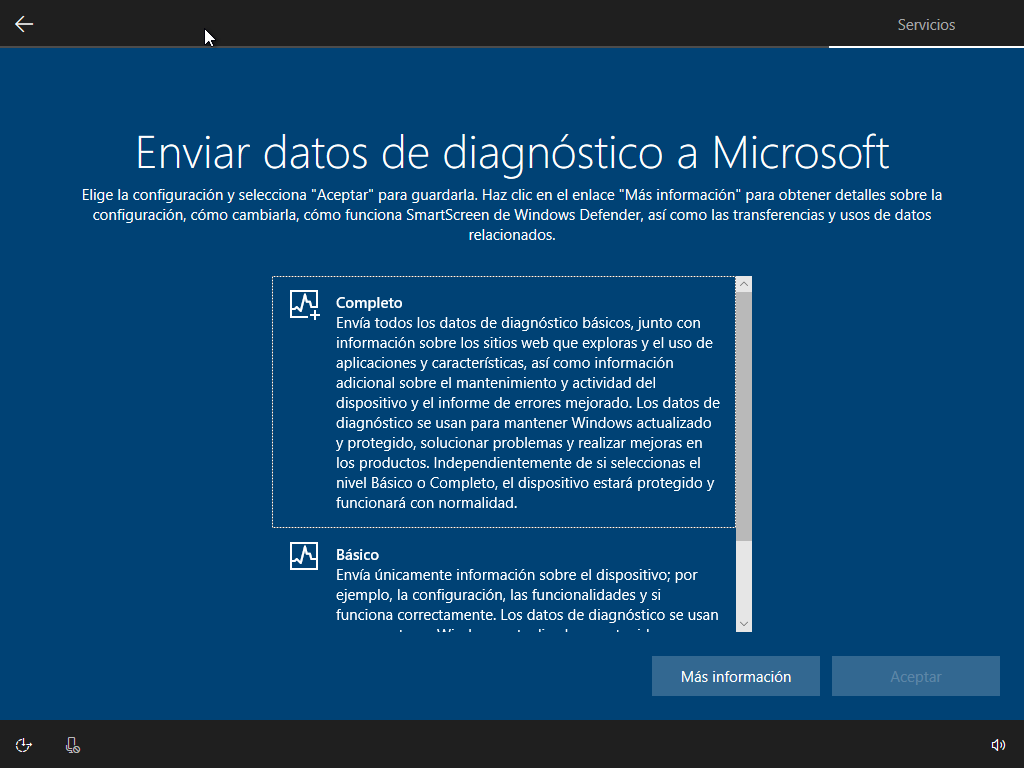 Servicios
Enviar datos de diagnóstico a Microsoft
Elige la configuración y selecciona "Aceptar" para guardarla. Haz clic en el enlace "Más información" para obtener detalles sobre la
configuración, cómo cambiarla, cómo funciona SmartScreen de Windows Defender, así como las transferencias y usos de datos
relacionados.
Completo
Envía todos los datos de diagnóstico básicos, junto con
información sobre los sitios web que exploras y el uso de
aplicaciones y características, así como información
adicional sobre el mantenimiento y actividad del
dispositivo y el informe de errores mejorado. Los datos de
diagnóstico se usan para mantener Windows actualizado
y protegido, solucionar problemas y realizar mejoras en
los productos. Independientemente de si seleccionas el
nivel Básico o Completo, el dispositivo estará protegido y
funcionará con normalidad.
Básico
Envía únicamente información sobre el dispositivo; por
ejemplo, la configuración, las funcionalidades y si
funciona correctamente. Los datos de diagnóstico se usan
Más información
Aceptar